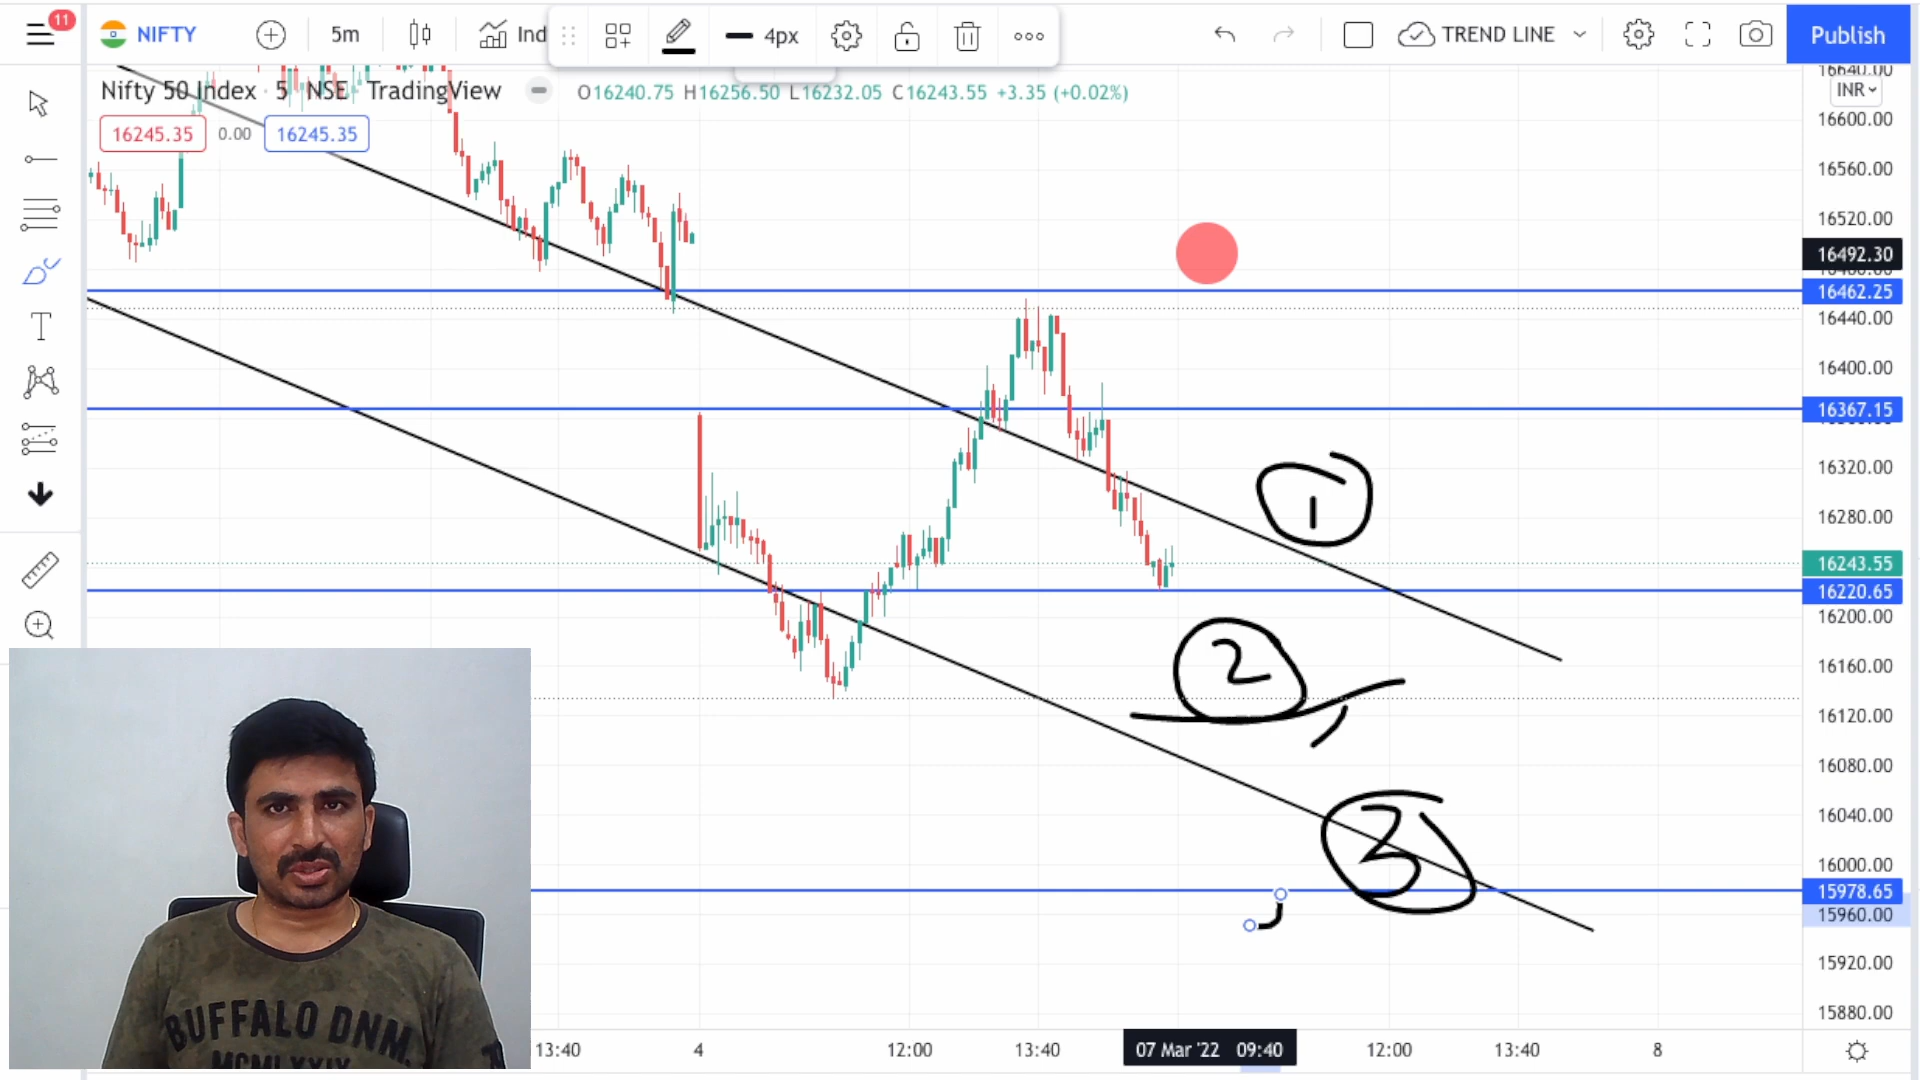 11
NIFTY
5m
Ind
4px
TREND LINE
Publish
Nifty 50 Index · 5 · NSE · TradingView
O16240.75 H16256.50 L16232.05 C16243.55 +3.35 (+0.02%)
16245.35 0.00 16245.35
INR
16640.00
16600.00
16560.00
16520.00
16492.30
16462.25
16440.00
16400.00
16367.15
16320.00
16280.00
16243.55
16220.65
16200.00
16160.00
16120.00
16080.00
16040.00
16000.00
15978.65
15960.00
15920.00
15880.00
1
2
3
BUFFALO DNM.
MCMLXXIX
13:40
4
12:00
13:40
07 Mar '22 09:40
12:00
13:40
8